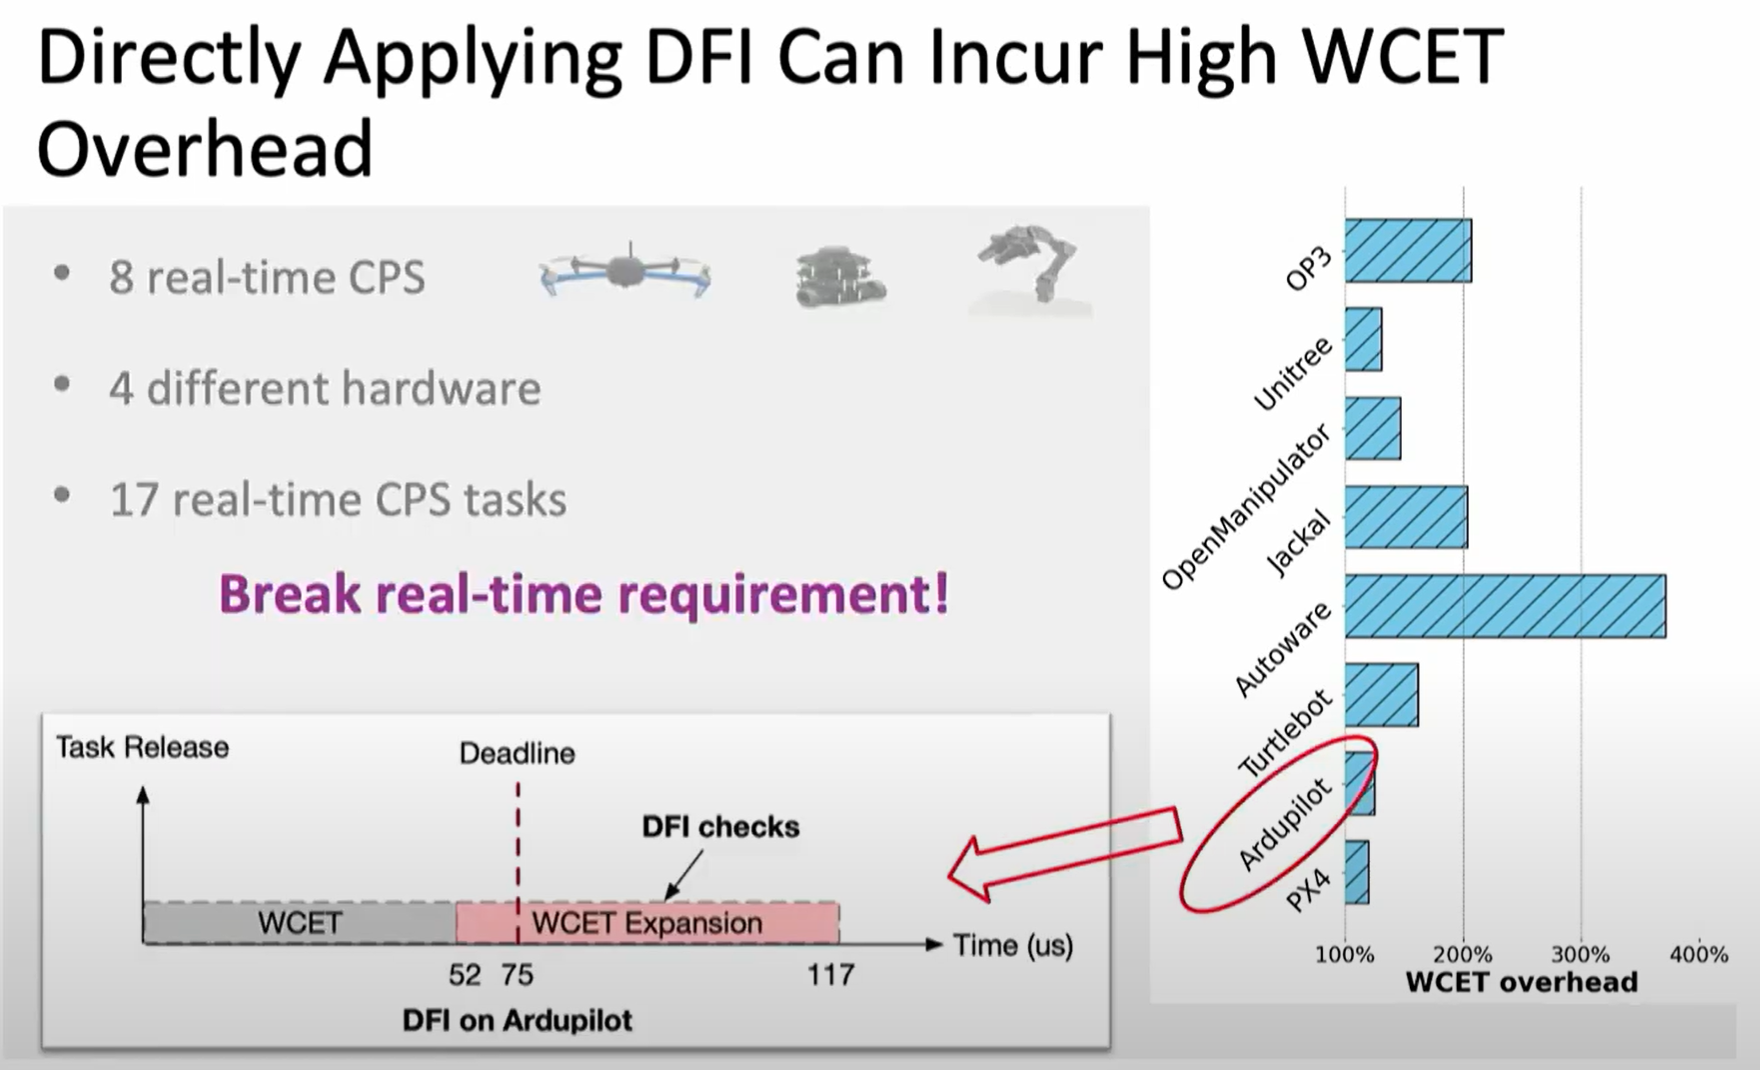 Directly Applying DFI Can Incur High WCET
Overhead
• 8 real-time CPS
• 4 different hardware
• 17 real-time CPS tasks
Break real-time requirement!
Task Release
Deadline
DFI checks
WCET
WCET Expansion
Time (us)
52
75
117
DFI on Ardupilot
OP3
Unitree
OpenManipulator
Jackal
Autoware
Turtlebot
Ardupilot
PX4
100%
200%
300%
400%
WCET overhead